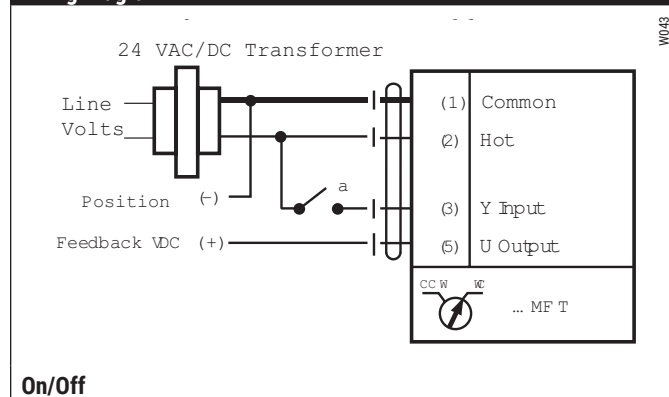 W043
24 VAC/DC Transformer
Line
Volts
(1) Common
(2) Hot
a
Position (–)
(3) Y Input
Feedback VDC (+)
(5) U Output
CCW
... MFT
On/Off